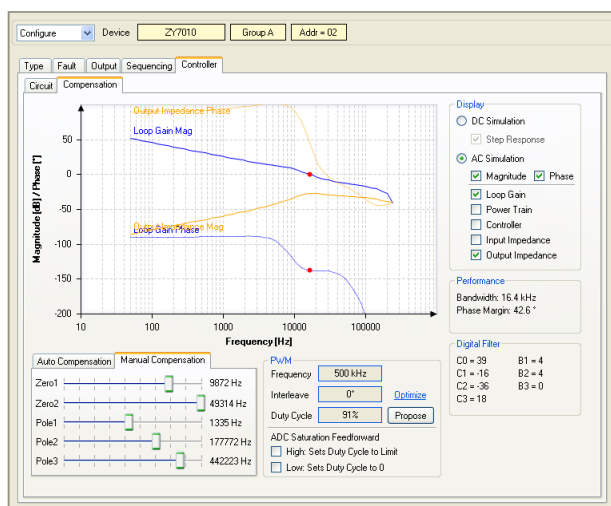 Configure Device ZY7010 Group A Addr = 02
Type Fault Output Sequencing Controller
Circuit Compensation
Output Impedance Phase
Loop Gain Mag
Output Impedance Mag
Loop Gain Phase
Magnitude [dB] / Phase [°]
50
0
-50
-100
-150
-200
10 100 1000 10000 100000
Frequency [Hz]
Display
DC Simulation
Step Response
AC Simulation
Magnitude Phase
Loop Gain
Power Train
Controller
Input Impedance
Output Impedance
Performance
Bandwidth: 16.4 kHz
Phase Margin: 42.6 °
Digital Filter
C0 = 39 B1 = 4
C1 = -16 B2 = 4
C2 = -36 B3 = 0
C3 = 18
Auto Compensation Manual Compensation
Zero1 9872 Hz
Zero2 49314 Hz
Pole1 1335 Hz
Pole2 177772 Hz
Pole3 442223 Hz
PWM
Frequency 500 kHz
Interleave 0° Optimize
Duty Cycle 91% Propose
ADC Saturation Feedforward
High: Sets Duty Cycle to Limit
Low: Sets Duty Cycle to 0